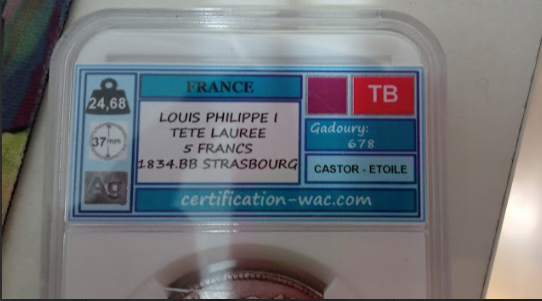 24,68
FRANCE
TB
LOUIS PHILIPPE I
TETE LAUREE
5 FRANCS
1834.BB STRASBOURG
37mm
Gadoury:
678
Ag
CASTOR - ETOILE
certification-wac.com